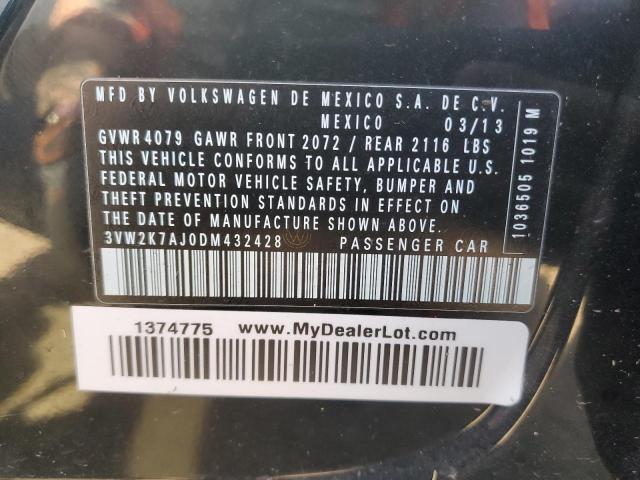 MFD BY VOLKSWAGEN DE MEXICO S.A. DE C.V.
MEXICO 03/13
GVWR 4079 GAWR FRONT 2072 / REAR 2116 LBS
THIS VEHICLE CONFORMS TO ALL APPLICABLE U.S.
FEDERAL MOTOR VEHICLE SAFETY, BUMPER AND
THEFT PREVENTION STANDARDS IN EFFECT ON
THE DATE OF MANUFACTURE SHOWN ABOVE.
3VW2K7AJ0DM432428 PASSENGER CAR
1036505 1019 M
1374775 www.MyDealerLot.com